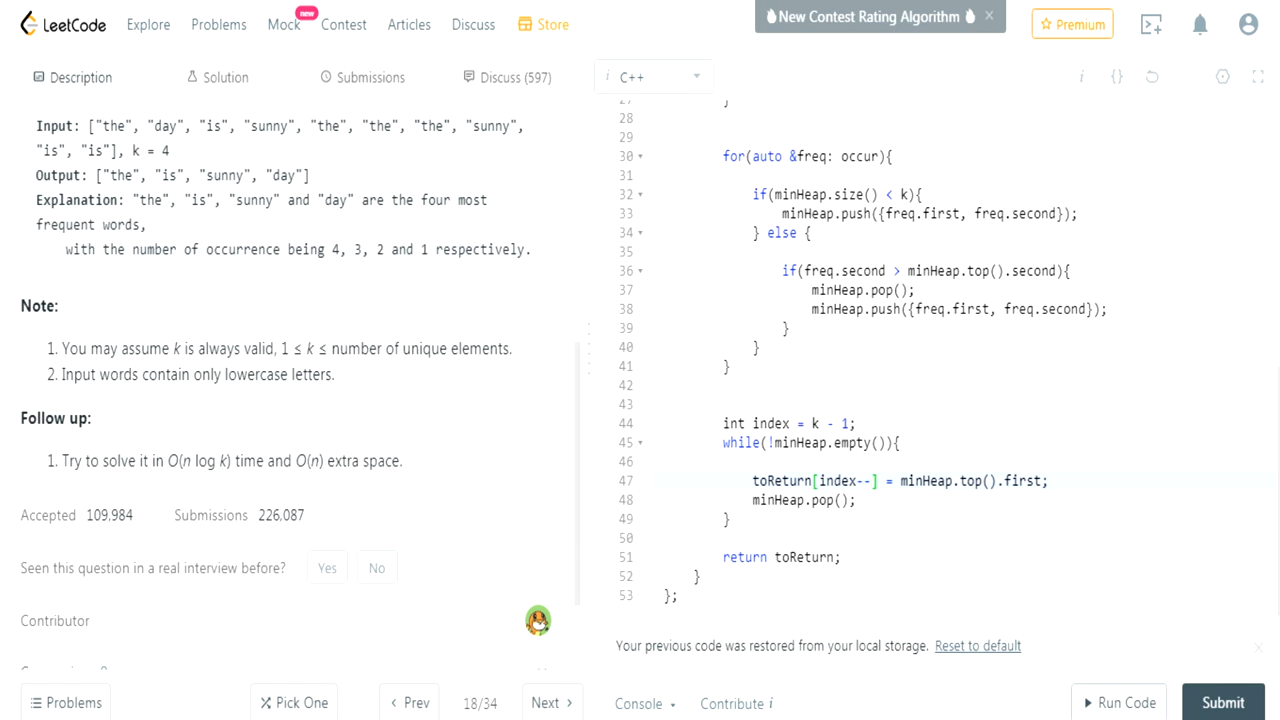 LeetCode Explore Problems Mock new Contest Articles Discuss Store New Contest Rating Algorithm × Premium
Description Solution Submissions Discuss (597)
Input: ["the", "day", "is", "sunny", "the", "the", "the", "sunny",
"is", "is"], k = 4
Output: ["the", "is", "sunny", "day"]
Explanation: "the", "is", "sunny" and "day" are the four most
frequent words,
with the number of occurrence being 4, 3, 2 and 1 respectively.
Note:
1. You may assume k is always valid, 1 ≤ k ≤ number of unique elements.
2. Input words contain only lowercase letters.
Follow up:
1. Try to solve it in O(n log k) time and O(n) extra space.
Accepted 109,984 Submissions 226,087
Seen this question in a real interview before? Yes No
Contributor
i C++ i {}
27 }
28
29
30 for(auto &freq: occur){
31
32 if(minHeap.size() < k){
33 minHeap.push({freq.first, freq.second});
34 } else {
35
36 if(freq.second > minHeap.top().second){
37 minHeap.pop();
38 minHeap.push({freq.first, freq.second});
39 }
40 }
41 }
42
43
44 int index = k - 1;
45 while(!minHeap.empty()){
46
47 toReturn[index--] = minHeap.top().first;
48 minHeap.pop();
49 }
50
51 return toReturn;
52 }
53 };
Your previous code was restored from your local storage. Reset to default ×
Problems Pick One < Prev 18/34 Next > Console Contribute i Run Code Submit